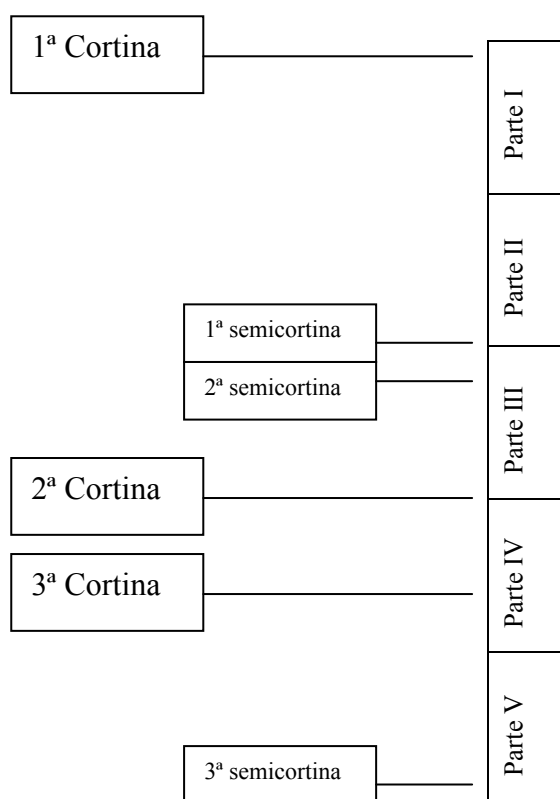 1ª Cortina
Parte I
Parte II
1ª semicortina
2ª semicortina
Parte III
2ª Cortina
3ª Cortina
Parte IV
Parte V
3ª semicortina